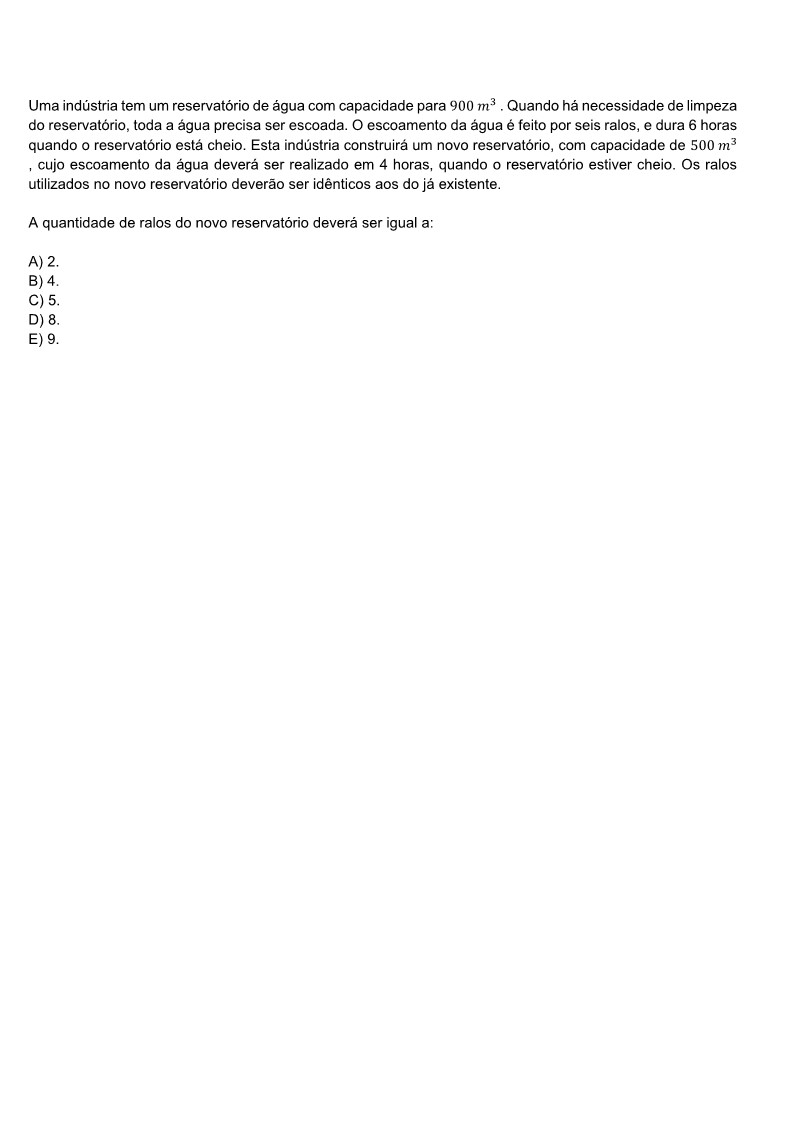 Uma indústria tem um reservatório de água com capacidade para 900 m³ . Quando há necessidade de limpeza
do reservatório, toda a água precisa ser escoada. O escoamento da água é feito por seis ralos, e dura 6 horas
quando o reservatório está cheio. Esta indústria construirá um novo reservatório, com capacidade de 500 m³
, cujo escoamento da água deverá ser realizado em 4 horas, quando o reservatório estiver cheio. Os ralos
utilizados no novo reservatório deverão ser idênticos aos do já existente.
A quantidade de ralos do novo reservatório deverá ser igual a:
A) 2.
B) 4.
C) 5.
D) 8.
E) 9.